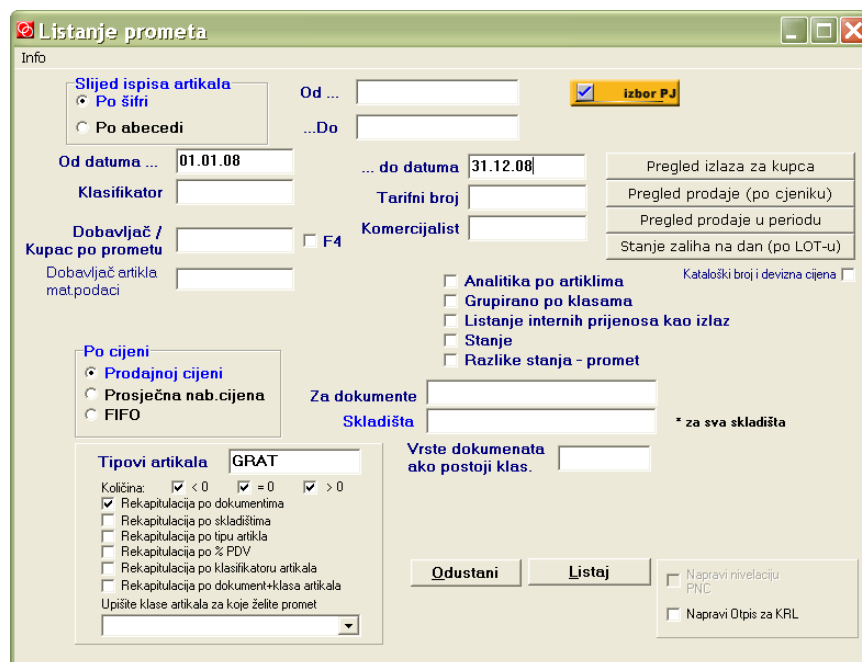 Listanje prometa
Info
Slijed ispisa artikala
Po šifri
Po abecedi
Od ...
...Do
izbor PJ
Od datuma ... 01.01.08
... do datuma 31.12.08
Klasifikator
Tarifni broj
Dobavljač /
Kupac po prometu
F4
Komercijalist
Dobavljač artikla
mat.podaci
Pregled izlaza za kupca
Pregled prodaje (po cjeniku)
Pregled prodaje u periodu
Stanje zaliha na dan (po LOT-u)
Kataloški broj i devizna cijena
Analitika po artiklima
Grupirano po klasama
Listanje internih prijenosa kao izlaz
Stanje
Razlike stanja - promet
Po cijeni
Prodajnoj cijeni
Prosječna nab.cijena
FIFO
Za dokumente
Skladišta
* za sva skladišta
Tipovi artikala GRAT
Vrste dokumenata
ako postoji klas.
Količina: < 0 = 0 > 0
Rekapitulacija po dokumentima
Rekapitulacija po skladištima
Rekapitulacija po tipu artikla
Rekapitulacija po % PDV
Rekapitulacija po klasifikatoru artikala
Rekapitulacija po dokument+klasa artikala
Upišite klase artikala za koje želite promet
Odustani
Listaj
Napravi nivelaciju
PNC
Napravi Otpis za KRL